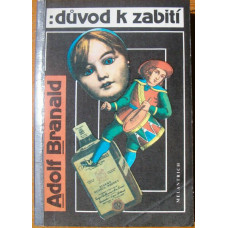 :důvod k zabití
Adolf Branald
MELANTRICH